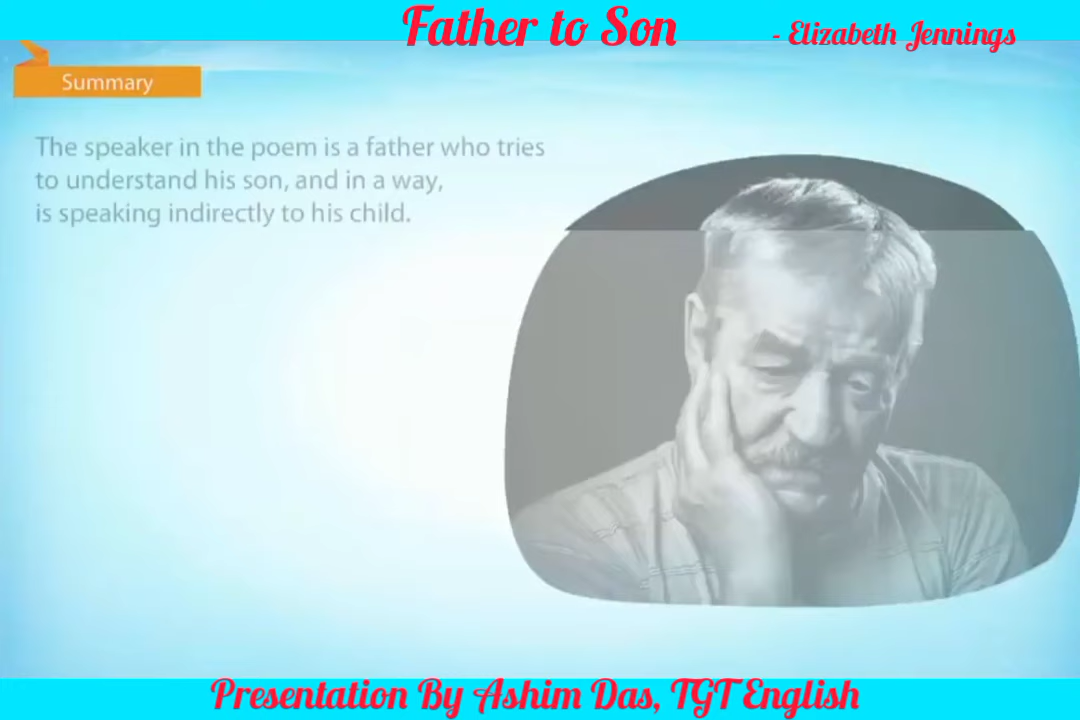 Father to Son
- Elizabeth Jennings
Summary
The speaker in the poem is a father who tries
to understand his son, and in a way,
is speaking indirectly to his child.
Presentation By Ashim Das, TGT English